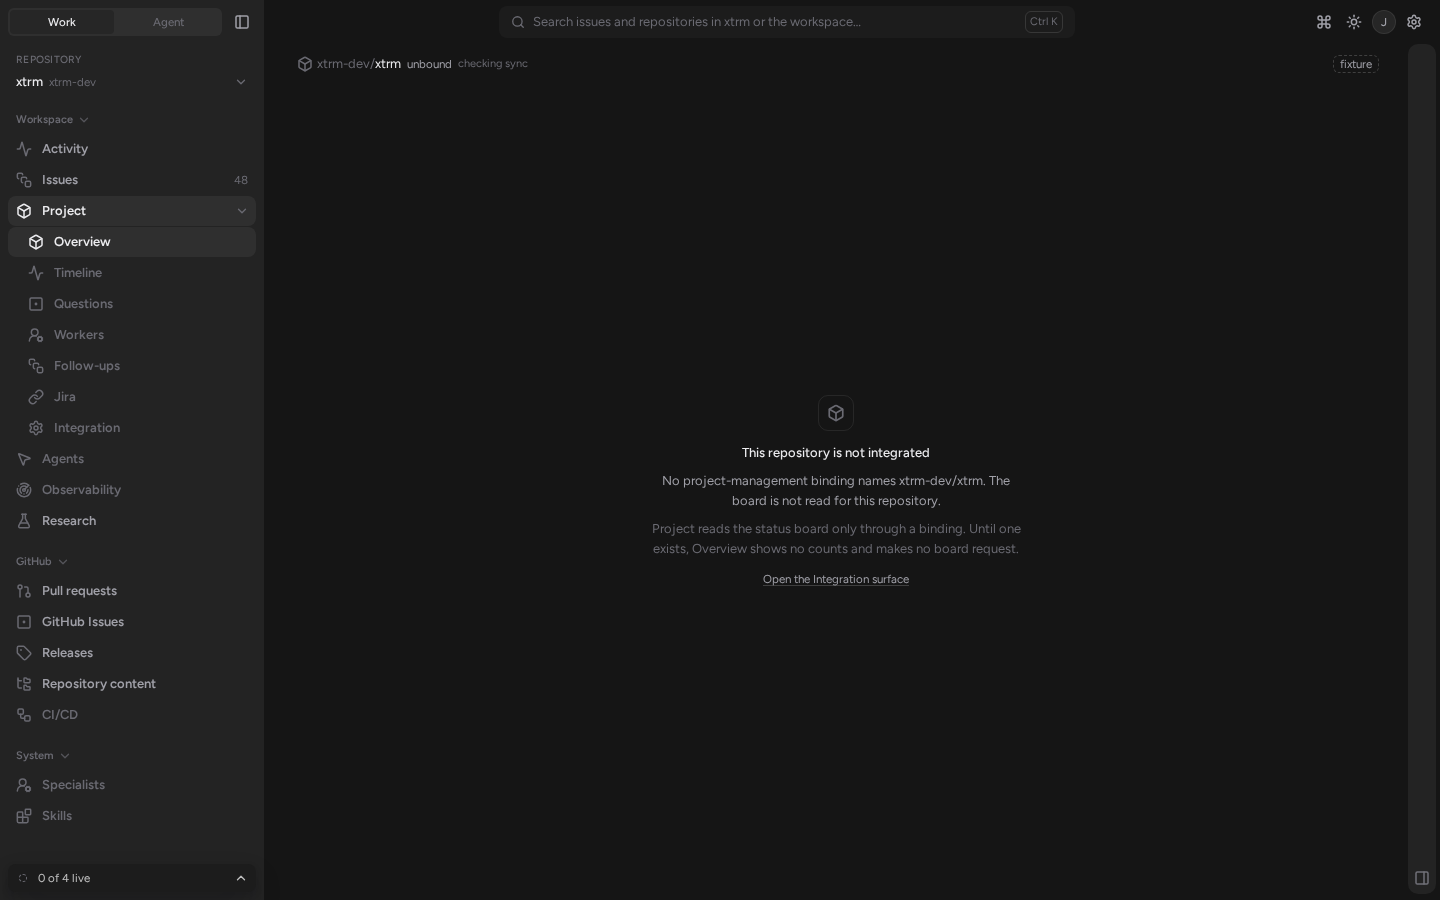 Work
Agent
Search issues and repositories in xtrm or the workspace...
Ctrl K
J
REPOSITORY
xtrm xtrm-dev
xtrm-dev/xtrm unbound checking sync
fixture
Workspace
Activity
Issues 48
Project
Overview
Timeline
Questions
Workers
Follow-ups
Jira
Integration
Agents
Observability
Research
GitHub
Pull requests
GitHub Issues
Releases
Repository content
CI/CD
System
Specialists
Skills
0 of 4 live
This repository is not integrated
No project-management binding names xtrm-dev/xtrm. The
board is not read for this repository.
Project reads the status board only through a binding. Until one
exists, Overview shows no counts and makes no board request.
Open the Integration surface